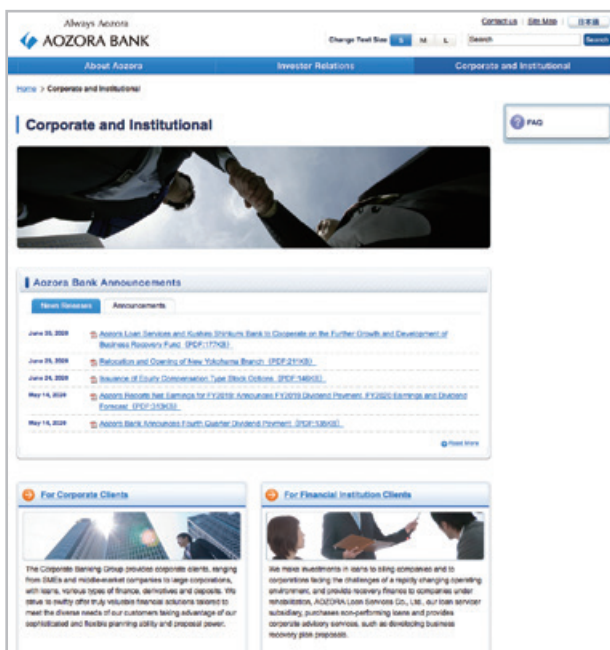 Always Aozora
AOZORA BANK
Contact us
Site Map
日本語
Change Text Size
S
M
L
Search
Search
About Aozora
Investor Relations
Corporate and Institutional
Home > Corporate and Institutional
Corporate and Institutional
FAQ
Aozora Bank Announcements
News Releases
Announcements
2020
Aozora Loan Services and Shinkumi Bank to Cooperate on the Further Growth and Development of
Business Recovery Fund (PDF:177KB)
2020
Relocation and Opening of New Yokohama Branch (PDF:211KB)
June 24, 2020
Issuance of Equity Compensation Type Stock Options (PDF:146KB)
May 14, 2020
Aozora Reports Net Earnings for FY2019: Announces FY2019 Dividend Payment, FY2020 Earnings and Dividend
Forecast
May 14, 2020
Aozora Bank Announces Fourth Quarter Dividend Payment
Read More
For Corporate Clients
The Corporate Banking Group provides corporate clients, ranging
from SMEs and middle-market companies to large corporations,
with loans, various types of finance, derivatives and deposits. We
strive to swiftly offer truly valuable financial solutions tailored to
meet the diverse needs of our customers taking advantage of our
sophisticated and flexible planning ability and proposal power.
For Financial Institution Clients
We make investments in loans to ailing companies and to
corporations facing the challenges of a rapidly changing operating
environment, and provide recovery finance to companies under
rehabilitation, AOZORA Loan Services Co., Ltd., our loan servicer
subsidiary, purchases non-performing loans and provides
corporate advisory services, such as developing business
recovery plan proposals.